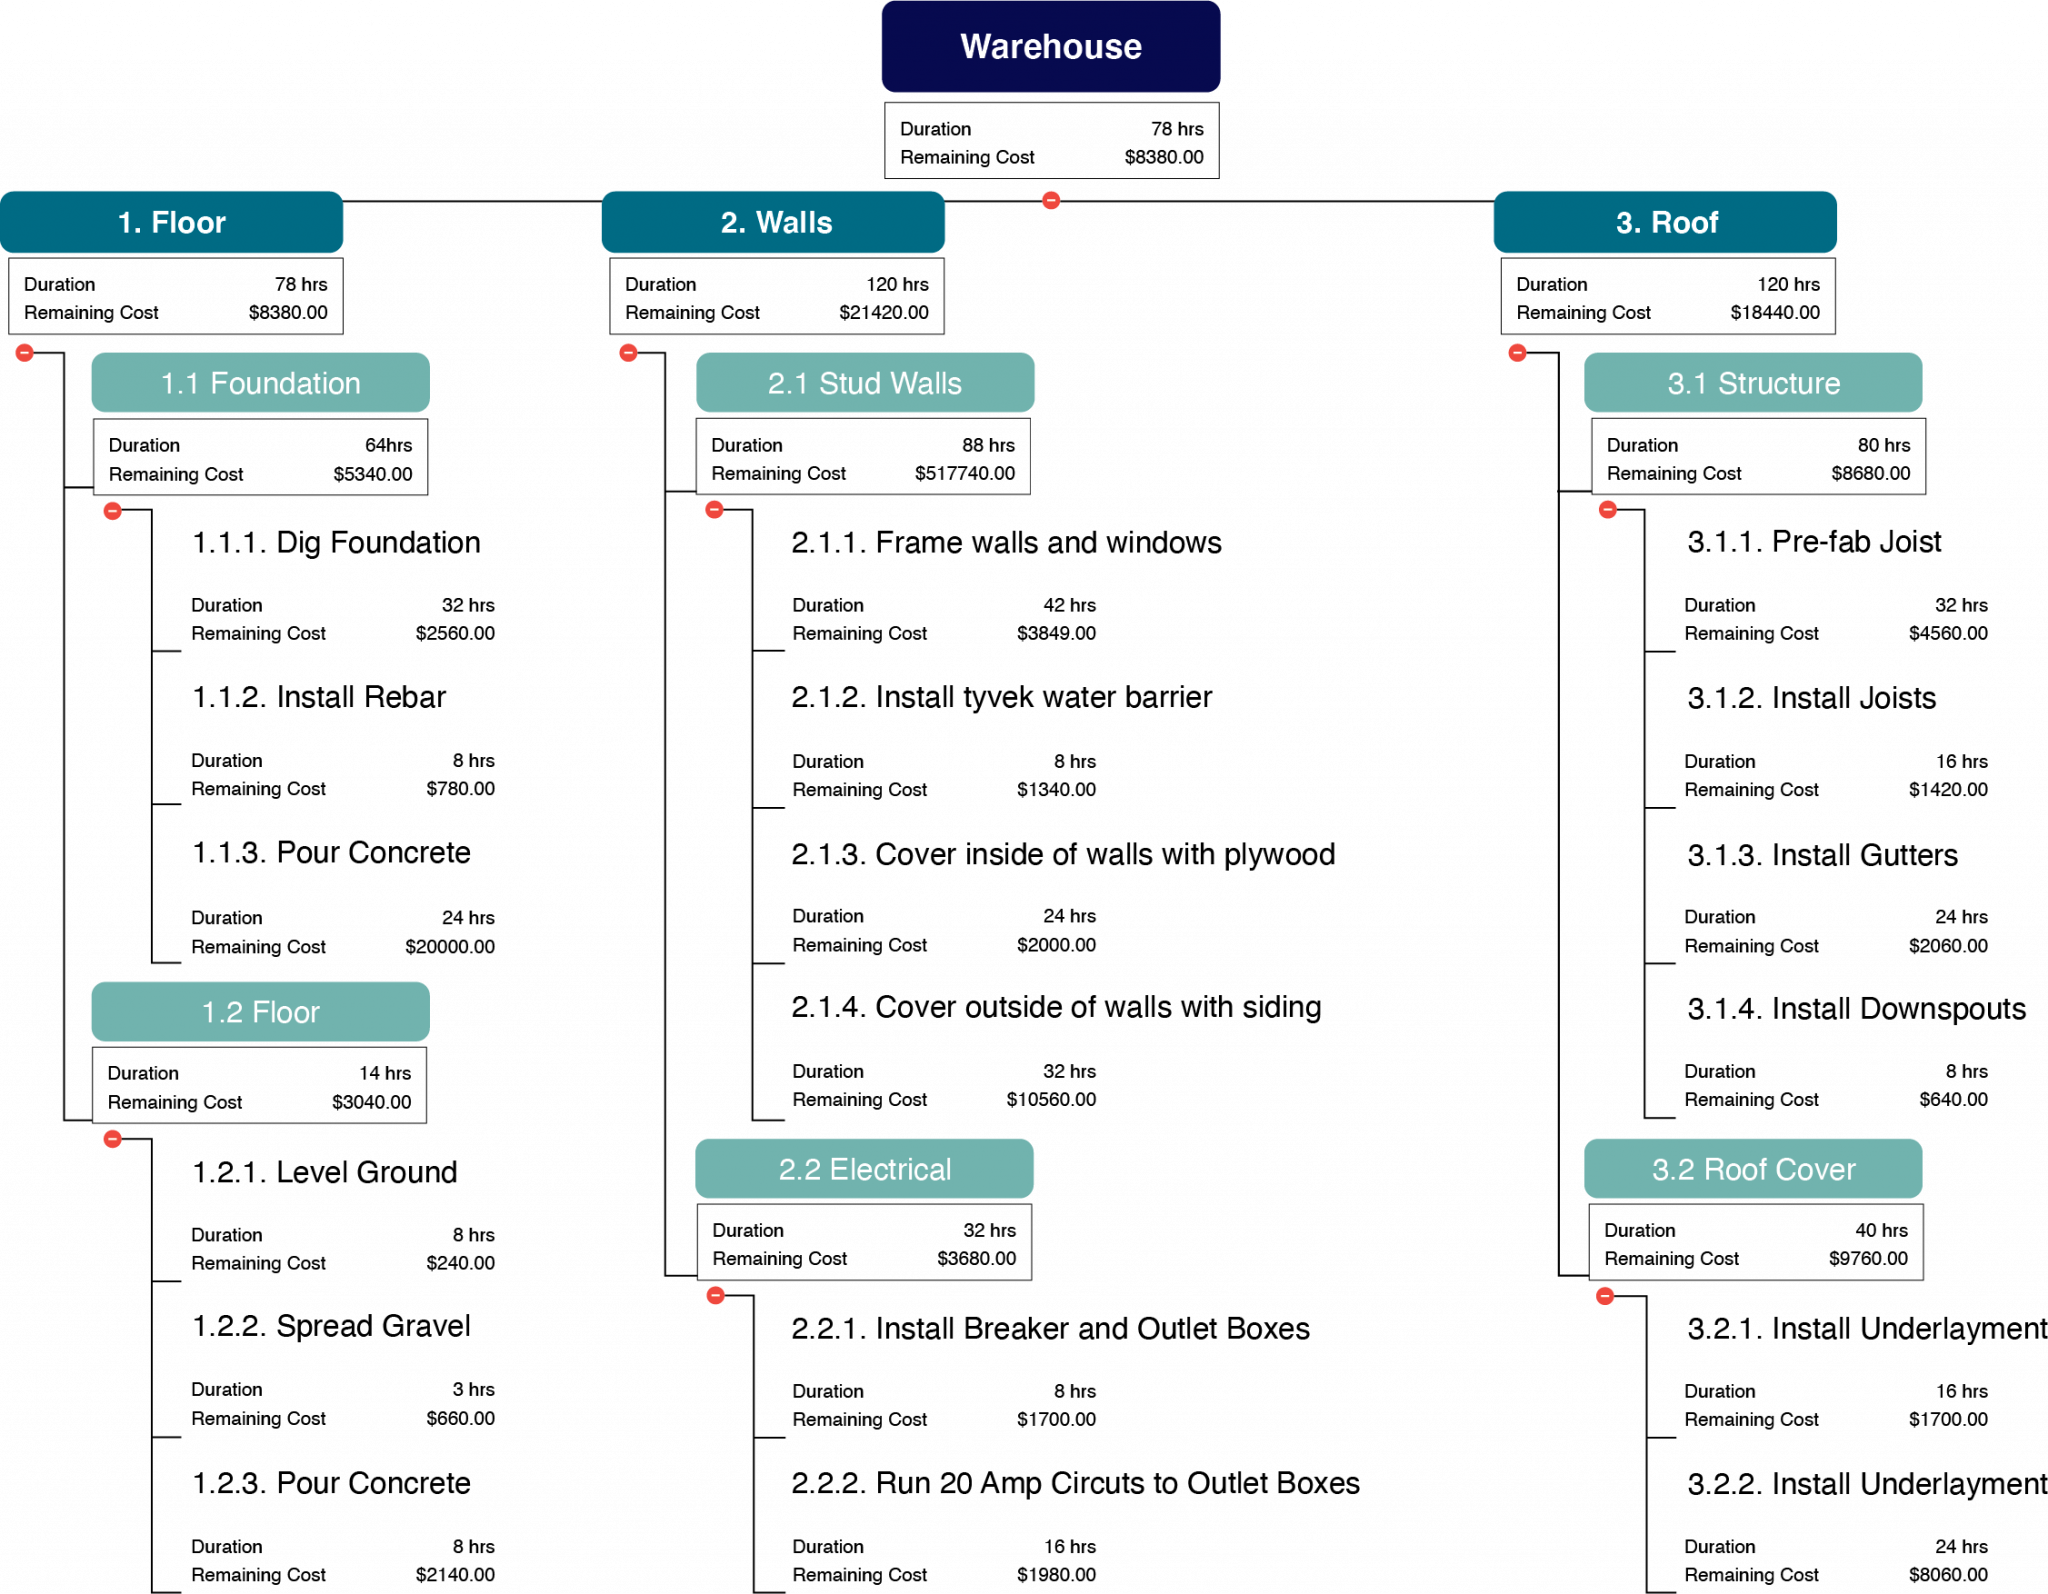 Warehouse
Duration 78 hrs
Remaining Cost $8380.00
1. Floor
Duration 78 hrs
Remaining Cost $8380.00
1.1 Foundation
Duration 64hrs
Remaining Cost $5340.00
1.1.1. Dig Foundation
Duration 32 hrs
Remaining Cost $2560.00
1.1.2. Install Rebar
Duration 8 hrs
Remaining Cost $780.00
1.1.3. Pour Concrete
Duration 24 hrs
Remaining Cost $20000.00
1.2 Floor
Duration 14 hrs
Remaining Cost $3040.00
1.2.1. Level Ground
Duration 8 hrs
Remaining Cost $240.00
1.2.2. Spread Gravel
Duration 3 hrs
Remaining Cost $660.00
1.2.3. Pour Concrete
Duration 8 hrs
Remaining Cost $2140.00
2. Walls
Duration 120 hrs
Remaining Cost $21420.00
2.1 Stud Walls
Duration 88 hrs
Remaining Cost $517740.00
2.1.1. Frame walls and windows
Duration 42 hrs
Remaining Cost $3849.00
2.1.2. Install tyvek water barrier
Duration 8 hrs
Remaining Cost $1340.00
2.1.3. Cover inside of walls with plywood
Duration 24 hrs
Remaining Cost $2000.00
2.1.4. Cover outside of walls with siding
Duration 32 hrs
Remaining Cost $10560.00
2.2 Electrical
Duration 32 hrs
Remaining Cost $3680.00
2.2.1. Install Breaker and Outlet Boxes
Duration 8 hrs
Remaining Cost $1700.00
2.2.2. Run 20 Amp Circuts to Outlet Boxes
Duration 16 hrs
Remaining Cost $1980.00
3. Roof
Duration 120 hrs
Remaining Cost $18440.00
3.1 Structure
Duration 80 hrs
Remaining Cost $8680.00
3.1.1. Pre-fab Joist
Duration 32 hrs
Remaining Cost $4560.00
3.1.2. Install Joists
Duration 16 hrs
Remaining Cost $1420.00
3.1.3. Install Gutters
Duration 24 hrs
Remaining Cost $2060.00
3.1.4. Install Downspouts
Duration 8 hrs
Remaining Cost $640.00
3.2 Roof Cover
Duration 40 hrs
Remaining Cost $9760.00
3.2.1. Install Underlayment
Duration 16 hrs
Remaining Cost $1700.00
3.2.2. Install Underlayment
Duration 24 hrs
Remaining Cost $8060.00